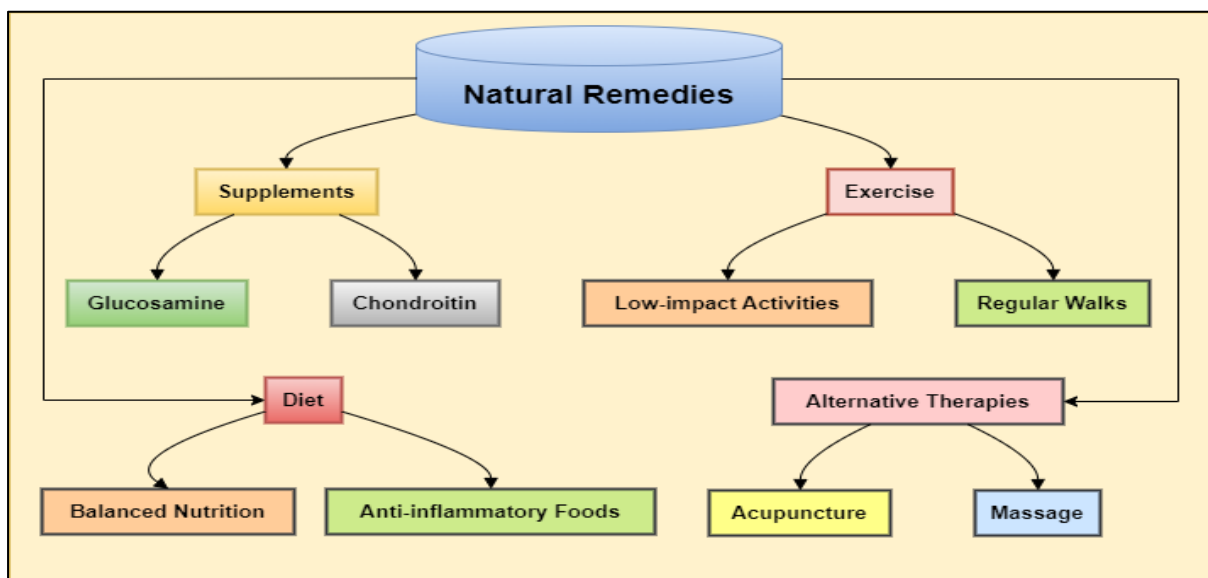 Natural Remedies
Supplements
Exercise
Glucosamine
Chondroitin
Low-impact Activities
Regular Walks
Diet
Alternative Therapies
Balanced Nutrition
Anti-inflammatory Foods
Acupuncture
Massage